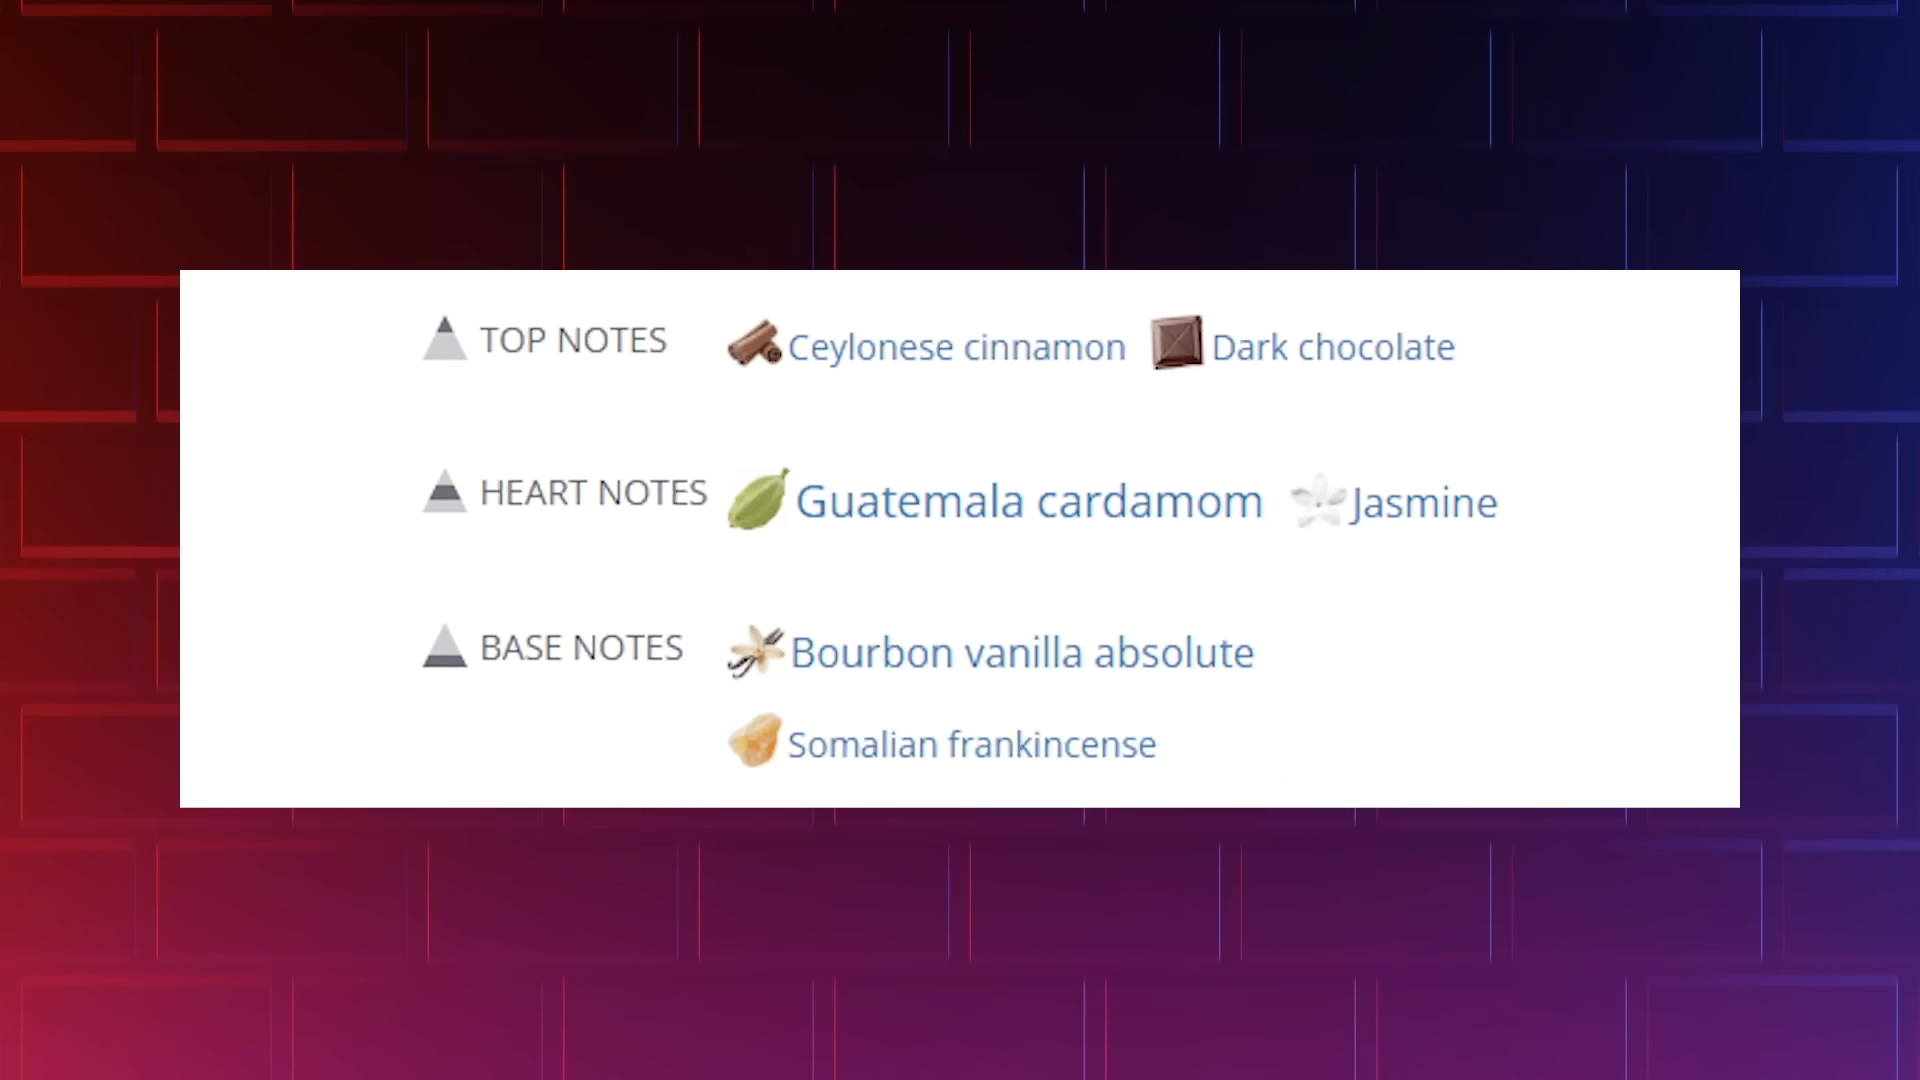 TOP NOTES Ceylonese cinnamon Dark chocolate
HEART NOTES Guatemala cardamom Jasmine
BASE NOTES Bourbon vanilla absolute
Somalian frankincense